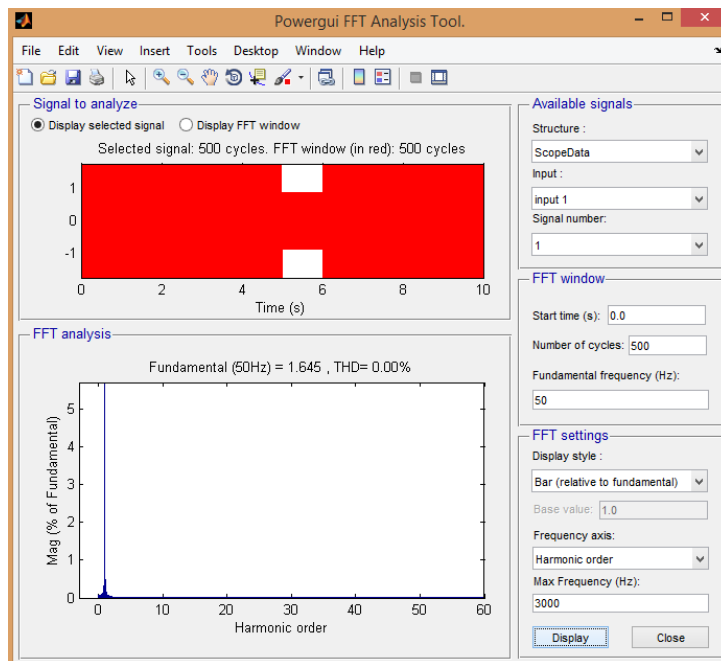 Powergui FFT Analysis Tool.
File Edit View Insert Tools Desktop Window Help
Signal to analyze
Display selected signal Display FFT window
Selected signal: 500 cycles. FFT window (in red): 500 cycles
1
0
-1
0 2 4 6 8 10
Time (s)
FFT analysis
Fundamental (50Hz) = 1.645 , THD= 0.00%
Mag (% of Fundamental)
5
4
3
2
1
0
0 10 20 30 40 50 60
Harmonic order
Available signals
Structure :
ScopeData
Input :
input 1
Signal number:
1
FFT window
Start time (s): 0.0
Number of cycles: 500
Fundamental frequency (Hz):
50
FFT settings
Display style :
Bar (relative to fundamental)
Base value: 1.0
Frequency axis:
Harmonic order
Max Frequency (Hz):
3000
Display Close